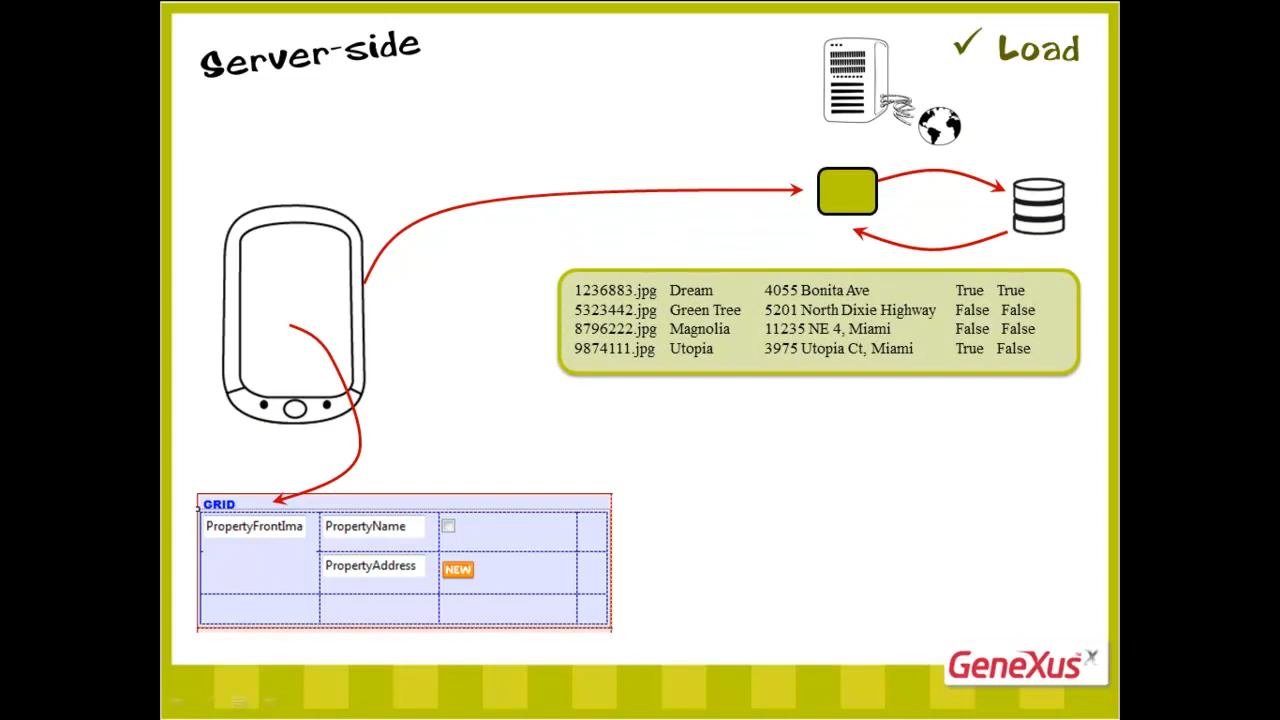 Server-side
✓ Load
1236883.jpg Dream 4055 Bonita Ave True True
5323442.jpg Green Tree 5201 North Dixie Highway False False
8796222.jpg Magnolia 11235 NE 4, Miami False False
9874111.jpg Utopia 3975 Utopia Ct, Miami True False
GRID
PropertyFrontIma PropertyName
PropertyAddress NEW
GeneXus™ X